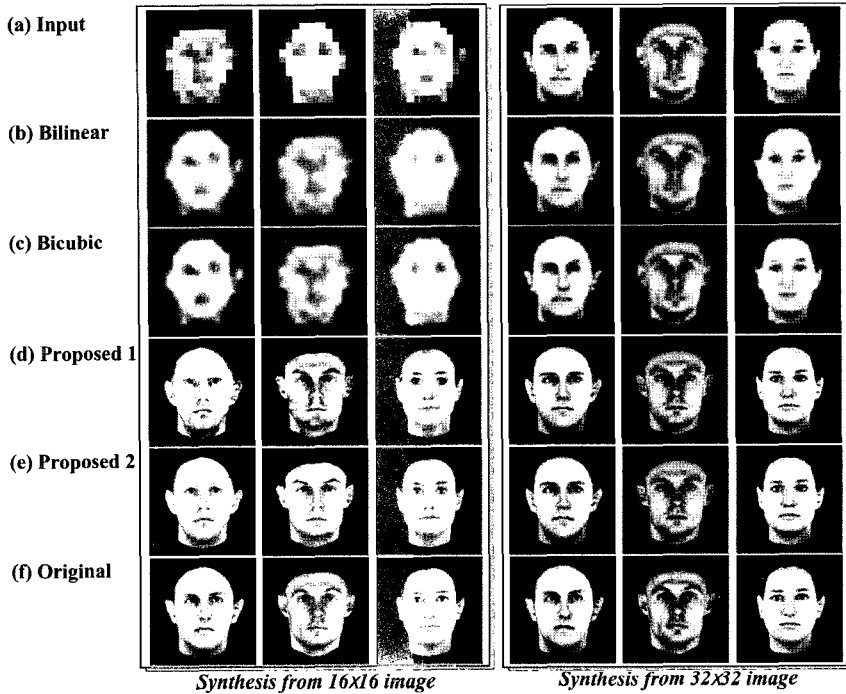 (a) Input
(b) Bilinear
(c) Bicubic
(d) Proposed 1
(e) Proposed 2
(f) Original
Synthesis from 16x16 image
Synthesis from 32x32 image